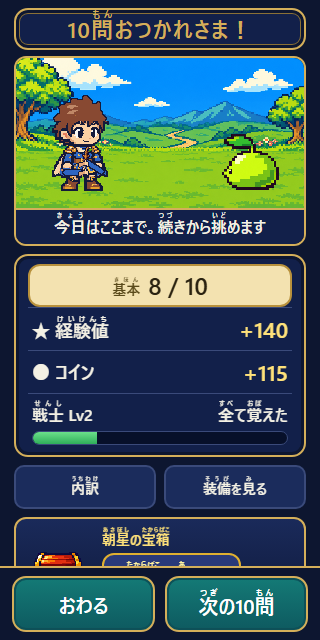 10問おつかれさま！
今日はここまで。続きから挑めます
基本 8 / 10
★ 経験値 +140
● コイン +115
戦士 Lv2 全て覚えた
内訳 装備を見る
朝星の宝箱
おわる 次の10問